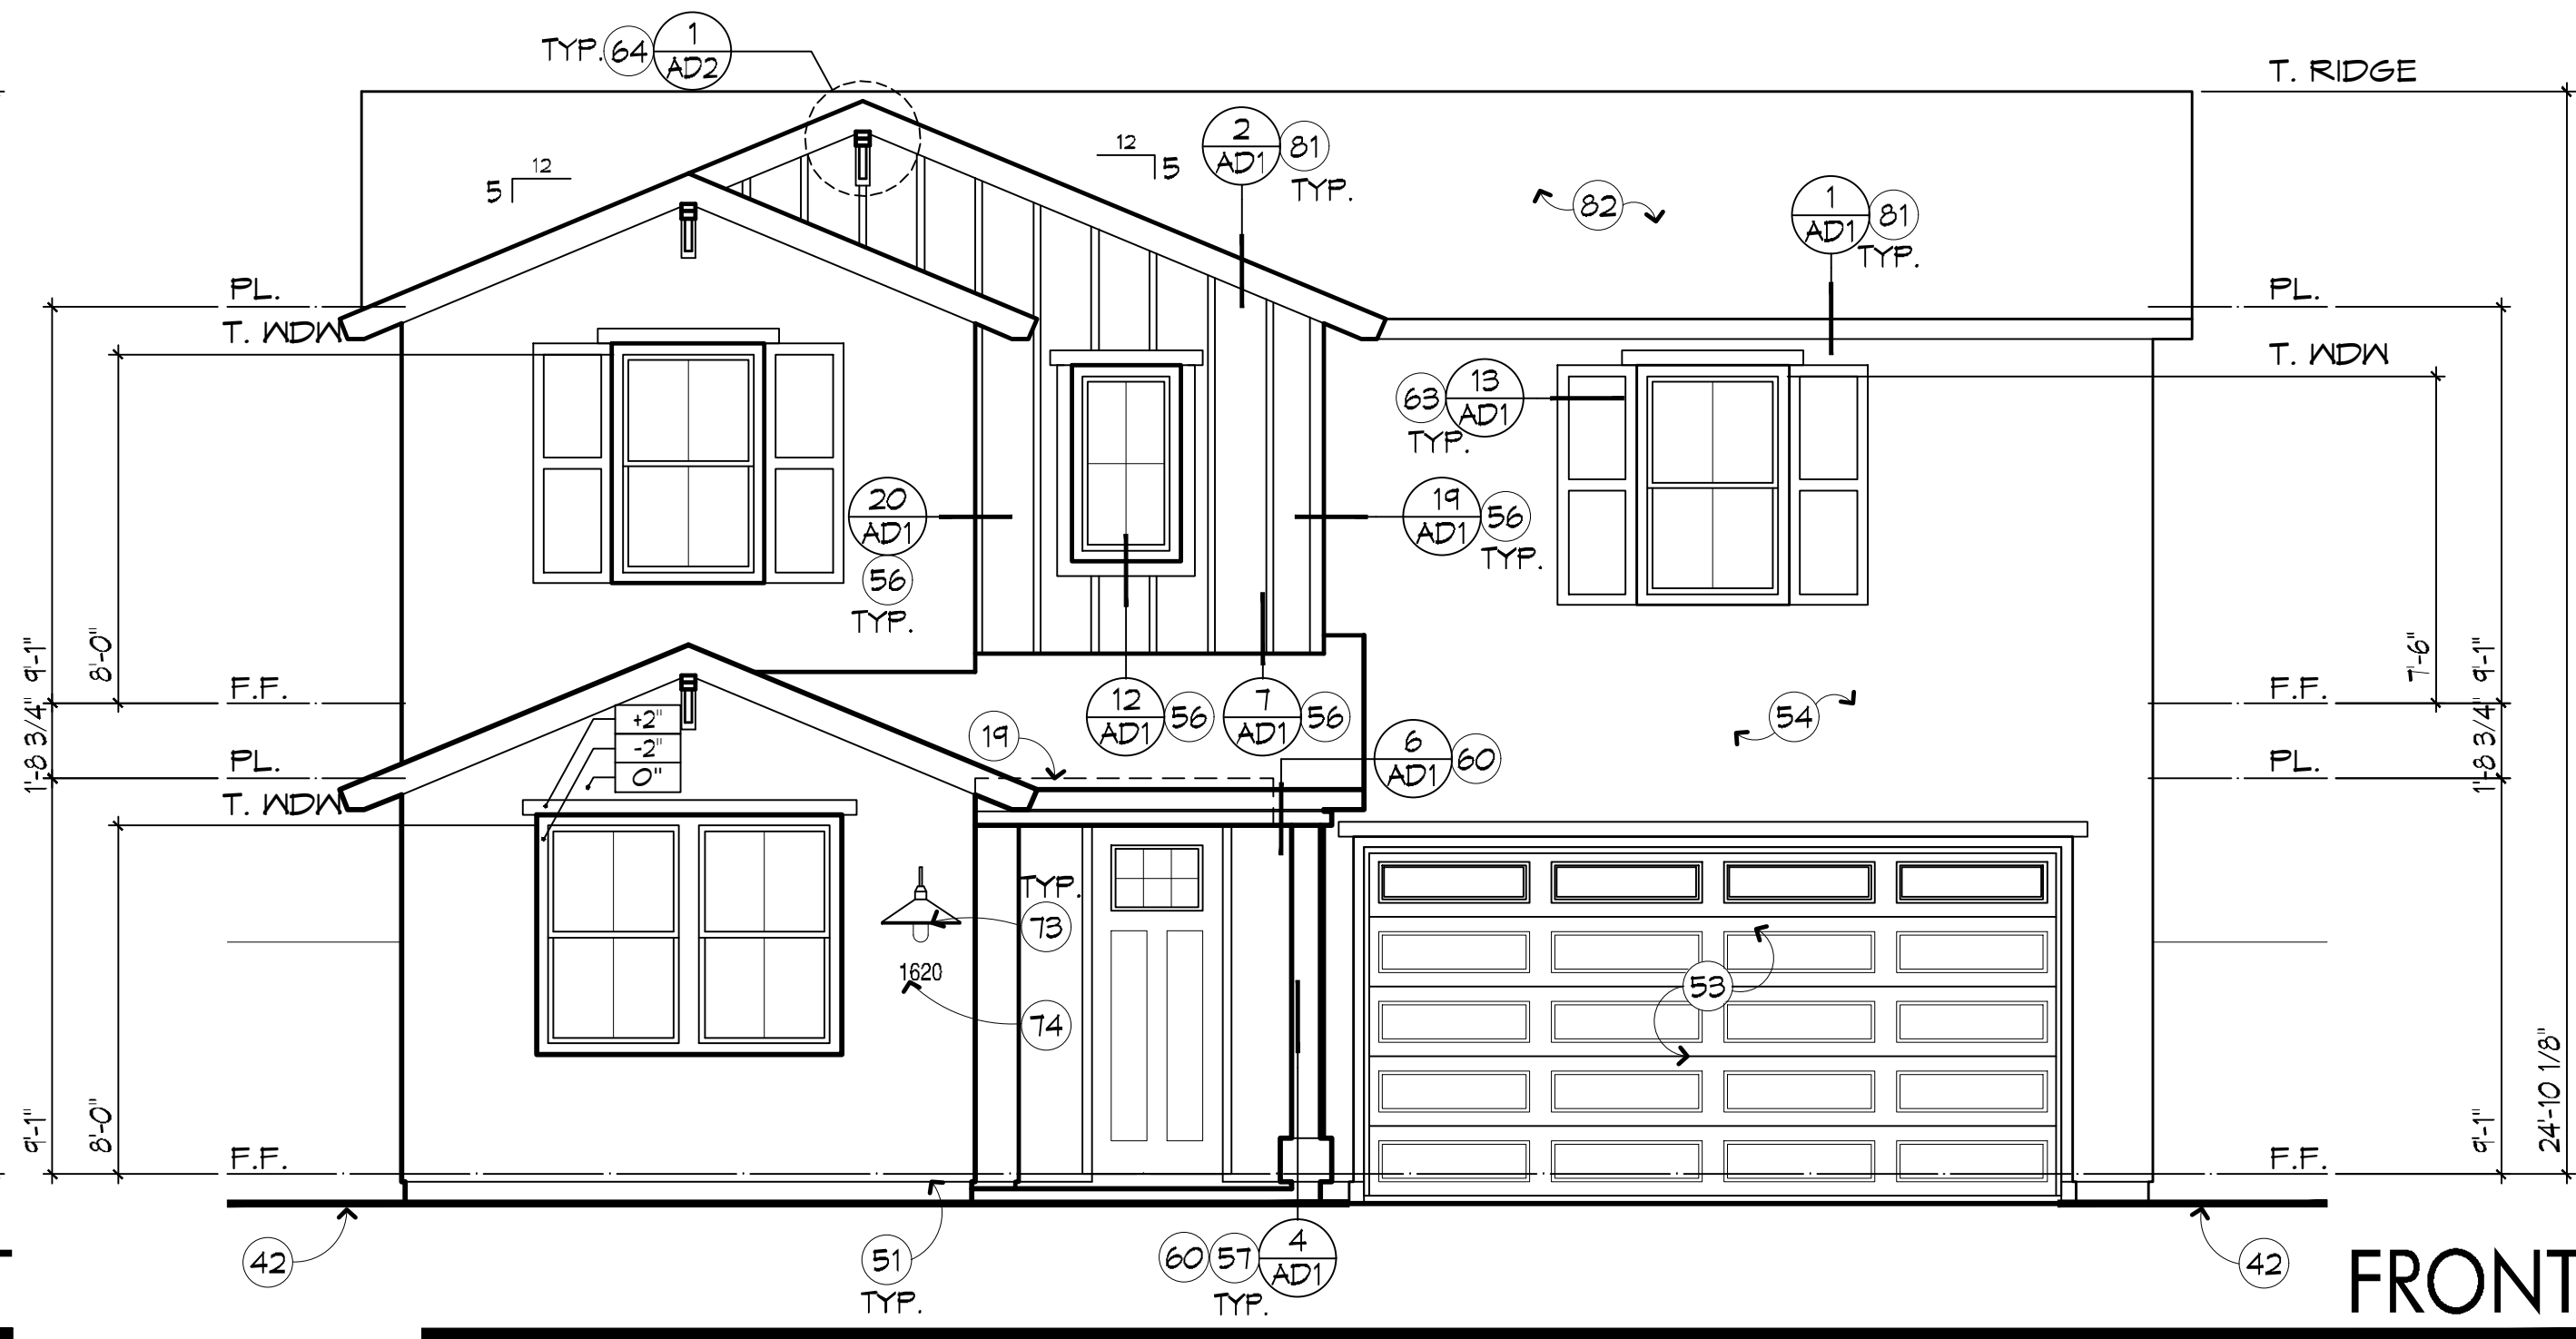 TYP. 64 1
AD2
T. RIDGE
12
5
12
5
2
AD1 81
TYP.
82
1
AD1 81
TYP.
PL.
T. WDW
PL.
T. WDW
63 13
AD1
TYP.
20
AD1
56
TYP.
19
AD1 56
TYP.
9'-1"
8'-0"
7'-6"
9'-1"
F.F.
F.F.
12
AD1 56
7
AD1 56
54
+2"
-2"
0"
19
6
AD1 60
1'-8 3/4"
1'-8 3/4"
PL.
T. WDW
PL.
TYP.
73
1620
74
53
9'-1"
8'-0"
9'-1"
24'-10 1/8"
F.F.
F.F.
42
51
TYP.
60 57 4
AD1
TYP.
42
FRONT